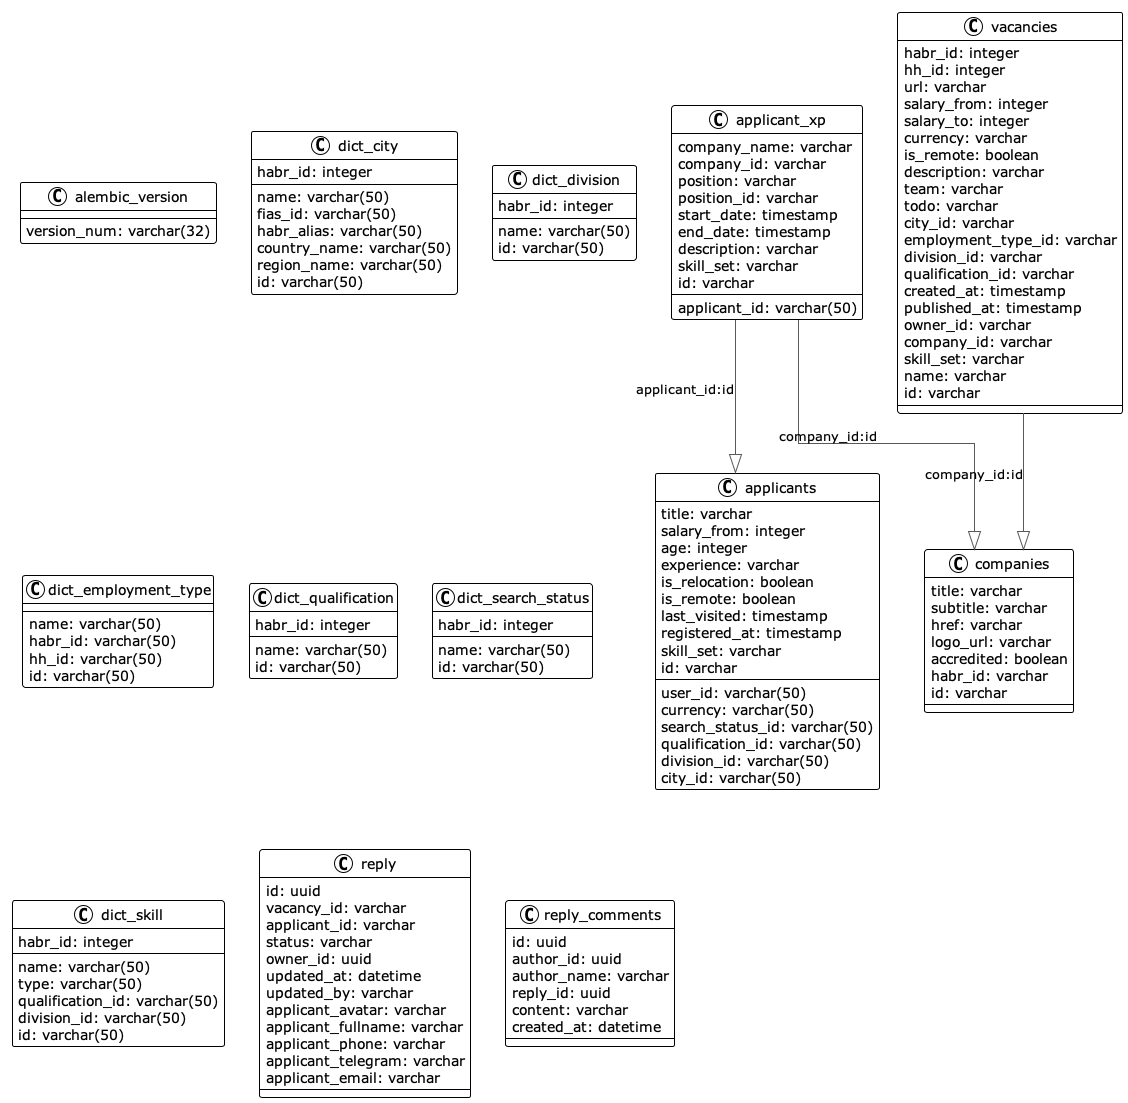 C alembic_version
version_num: varchar(32)
C dict_city
habr_id: integer
name: varchar(50)
fias_id: varchar(50)
habr_alias: varchar(50)
country_name: varchar(50)
region_name: varchar(50)
id: varchar(50)
C dict_division
habr_id: integer
name: varchar(50)
id: varchar(50)
C applicant_xp
company_name: varchar
company_id: varchar
position: varchar
position_id: varchar
start_date: timestamp
end_date: timestamp
description: varchar
skill_set: varchar
id: varchar
applicant_id: varchar(50)
C vacancies
habr_id: integer
hh_id: integer
url: varchar
salary_from: integer
salary_to: integer
currency: varchar
is_remote: boolean
description: varchar
team: varchar
todo: varchar
city_id: varchar
employment_type_id: varchar
division_id: varchar
qualification_id: varchar
created_at: timestamp
published_at: timestamp
owner_id: varchar
company_id: varchar
skill_set: varchar
name: varchar
id: varchar
applicant_id:id
company_id:id
company_id:id
C dict_employment_type
name: varchar(50)
habr_id: varchar(50)
hh_id: varchar(50)
id: varchar(50)
C dict_qualification
habr_id: integer
name: varchar(50)
id: varchar(50)
C dict_search_status
habr_id: integer
name: varchar(50)
id: varchar(50)
C applicants
title: varchar
salary_from: integer
age: integer
experience: varchar
is_relocation: boolean
is_remote: boolean
last_visited: timestamp
registered_at: timestamp
skill_set: varchar
id: varchar
user_id: varchar(50)
currency: varchar(50)
search_status_id: varchar(50)
qualification_id: varchar(50)
division_id: varchar(50)
city_id: varchar(50)
C companies
title: varchar
subtitle: varchar
href: varchar
logo_url: varchar
accredited: boolean
habr_id: varchar
id: varchar
C dict_skill
habr_id: integer
name: varchar(50)
type: varchar(50)
qualification_id: varchar(50)
division_id: varchar(50)
id: varchar(50)
C reply
id: uuid
vacancy_id: varchar
applicant_id: varchar
status: varchar
owner_id: uuid
updated_at: datetime
updated_by: varchar
applicant_avatar: varchar
applicant_fullname: varchar
applicant_phone: varchar
applicant_telegram: varchar
applicant_email: varchar
C reply_comments
id: uuid
author_id: uuid
author_name: varchar
reply_id: uuid
content: varchar
created_at: datetime